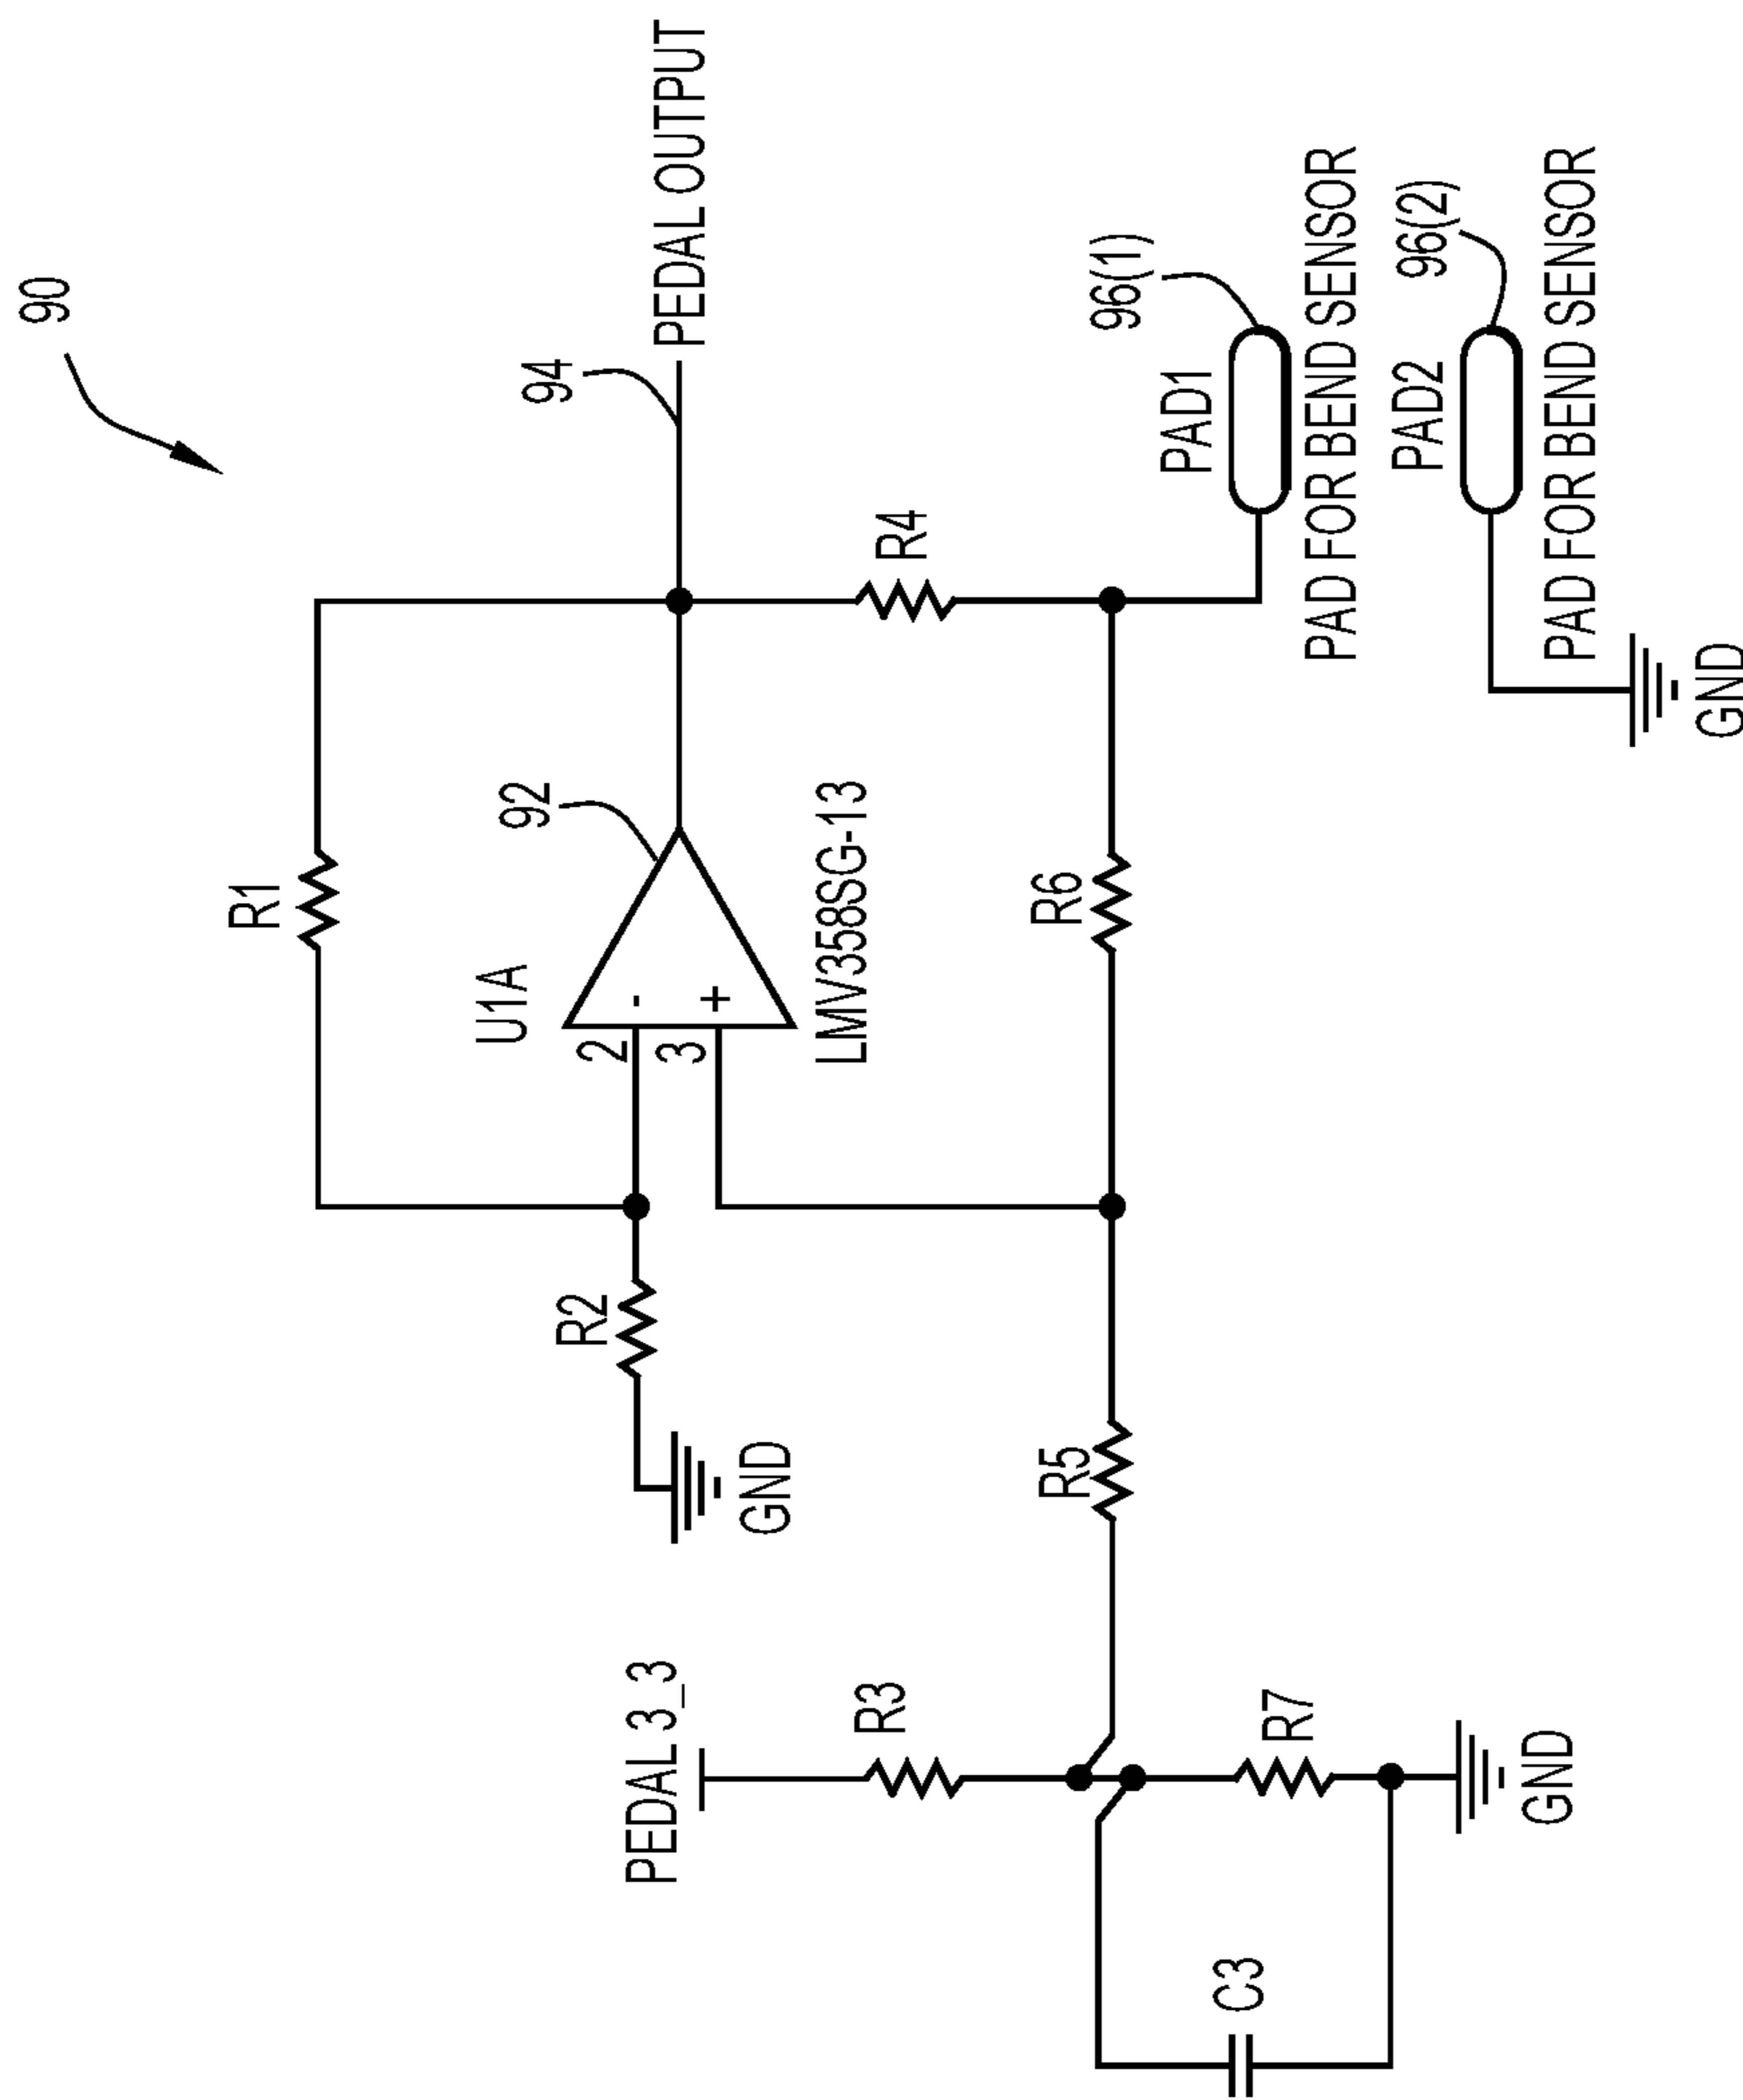 90
R1
94
PEDAL OUTPUT
92
U1A
2
-
3
+
LMV358SG-13
R2
GND
R4
PEDAL 3_3
R3
R5
R6
96(1)
PAD1
PAD FOR BEND SENSOR
R7
GND
C3
96(2)
PAD2
PAD FOR BEND SENSOR
GND